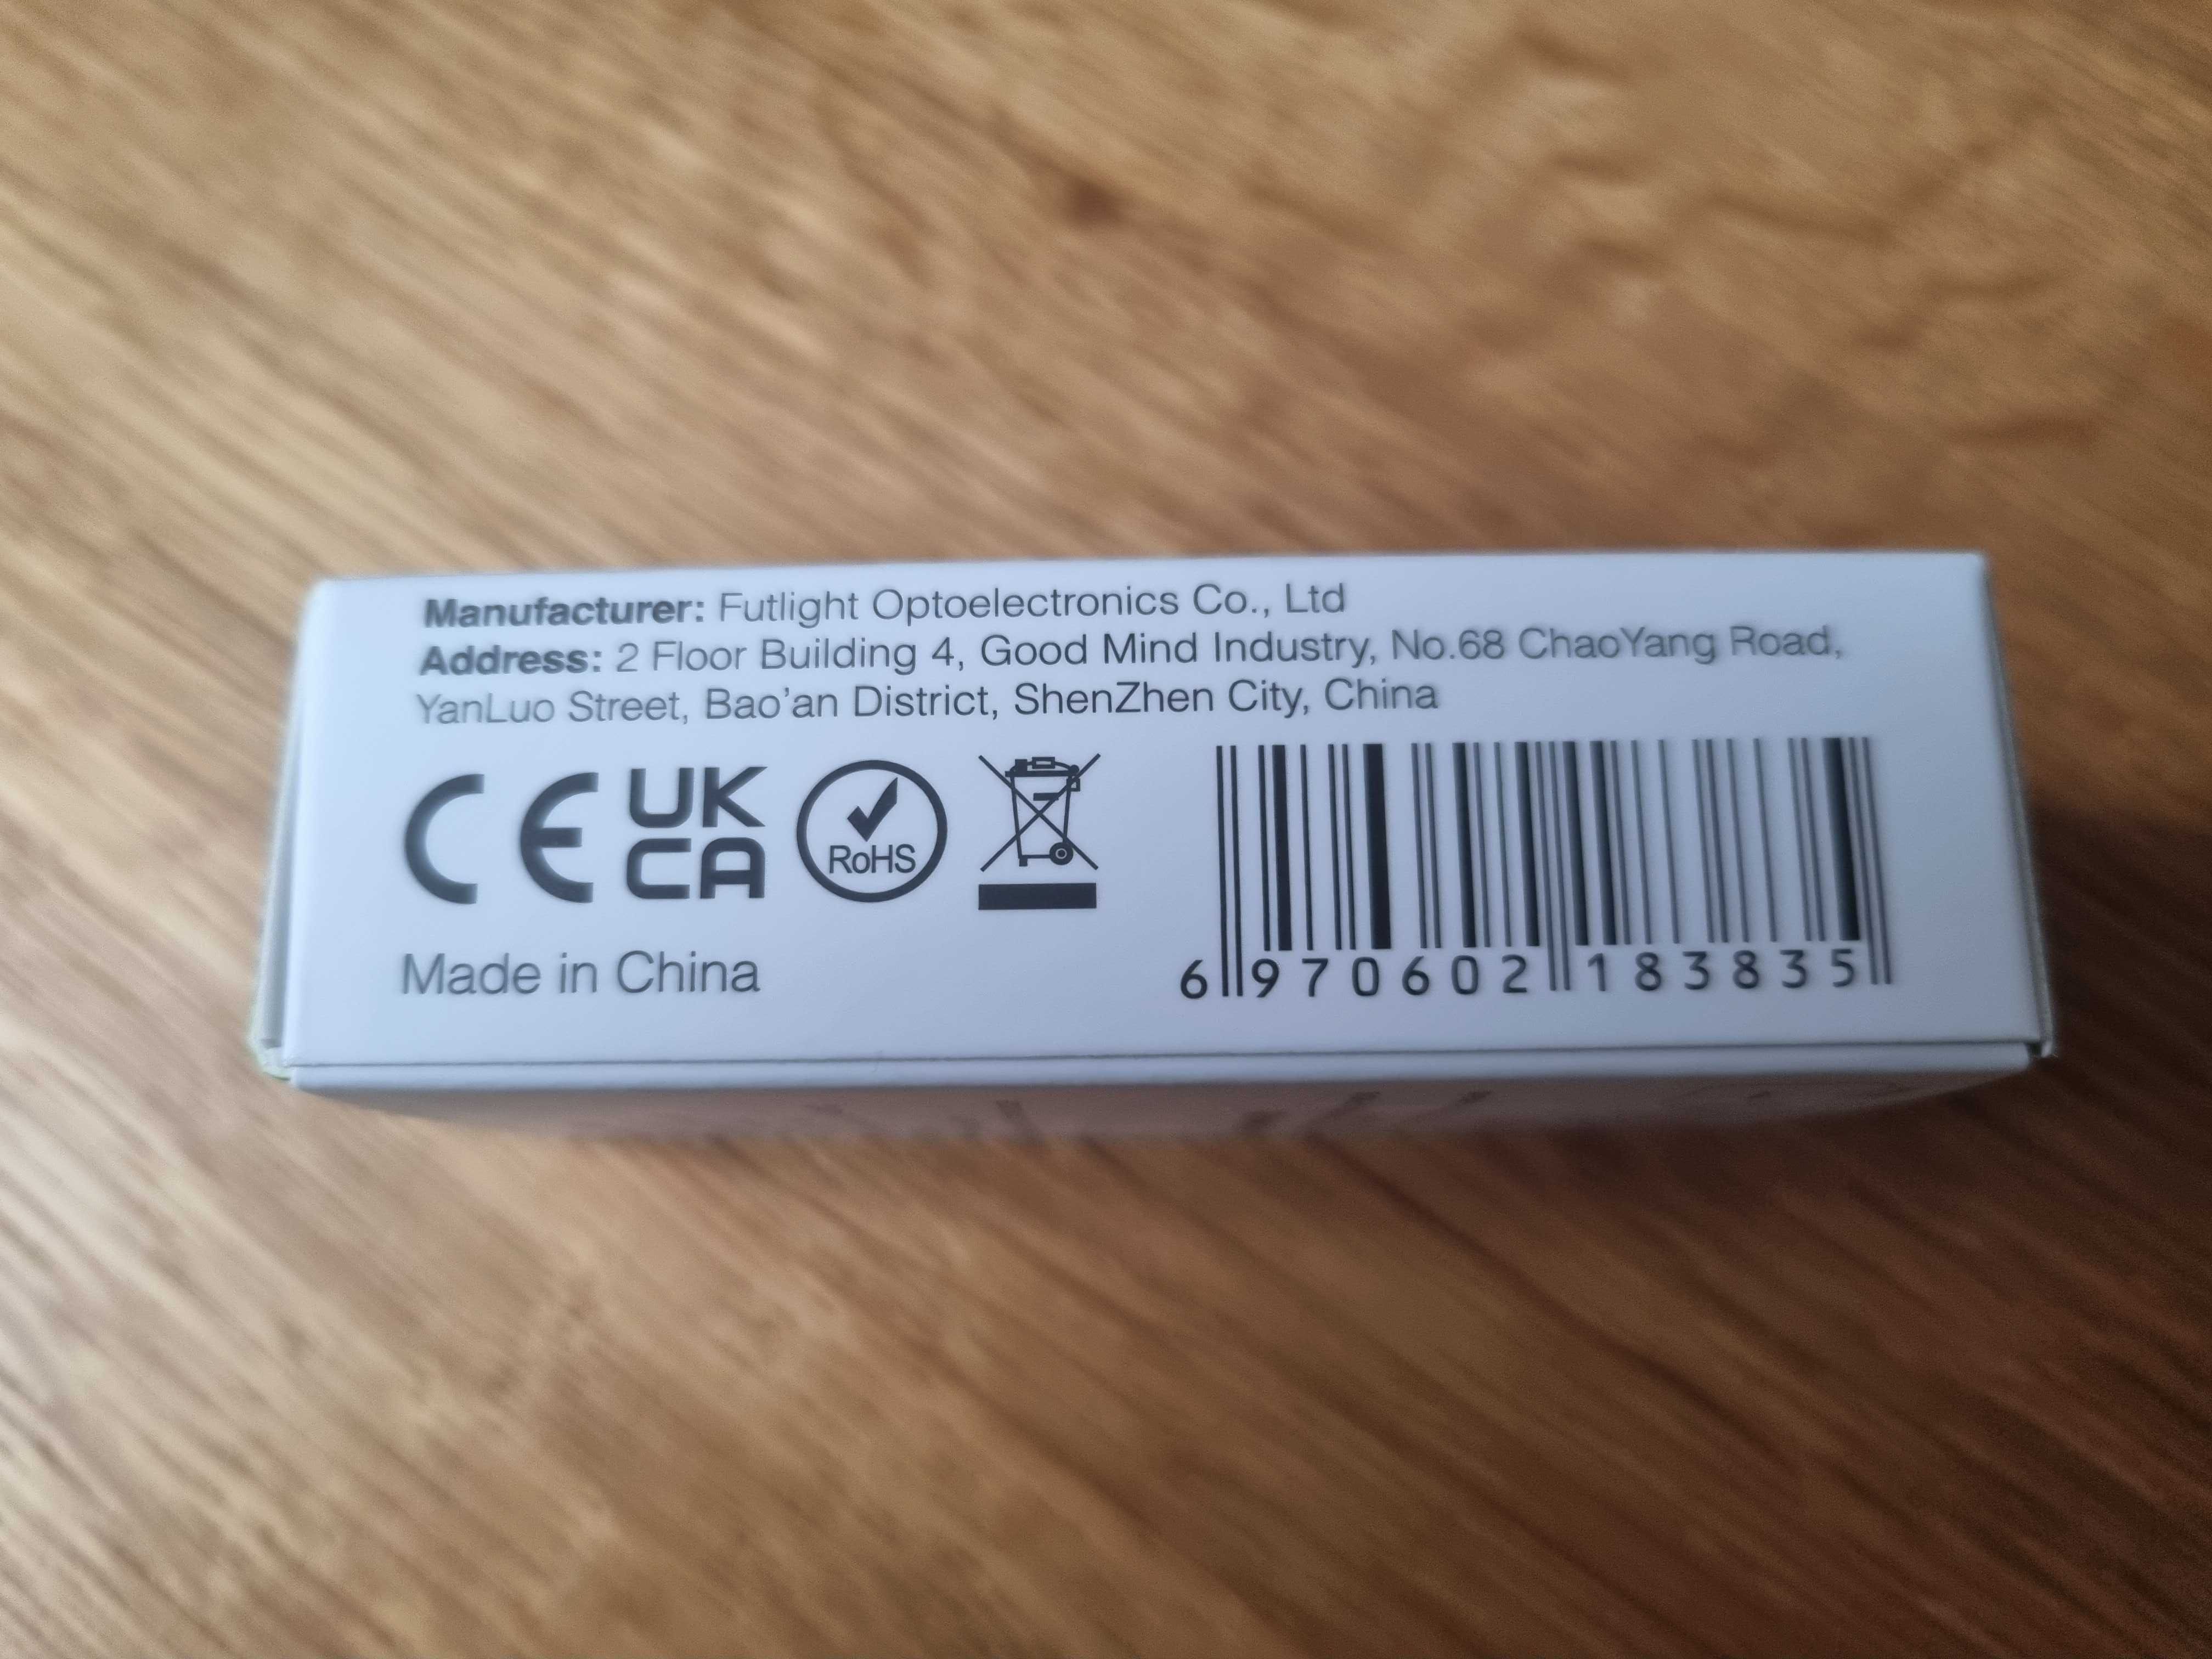 Manufacturer: Futlight Optoelectronics Co., Ltd
Address: 2 Floor Building 4, Good Mind Industry, No.68 ChaoYang Road,
YanLuo Street, Bao'an District, ShenZhen City, China
CE UK
CA
RoHS
Made in China
6 970602 183835